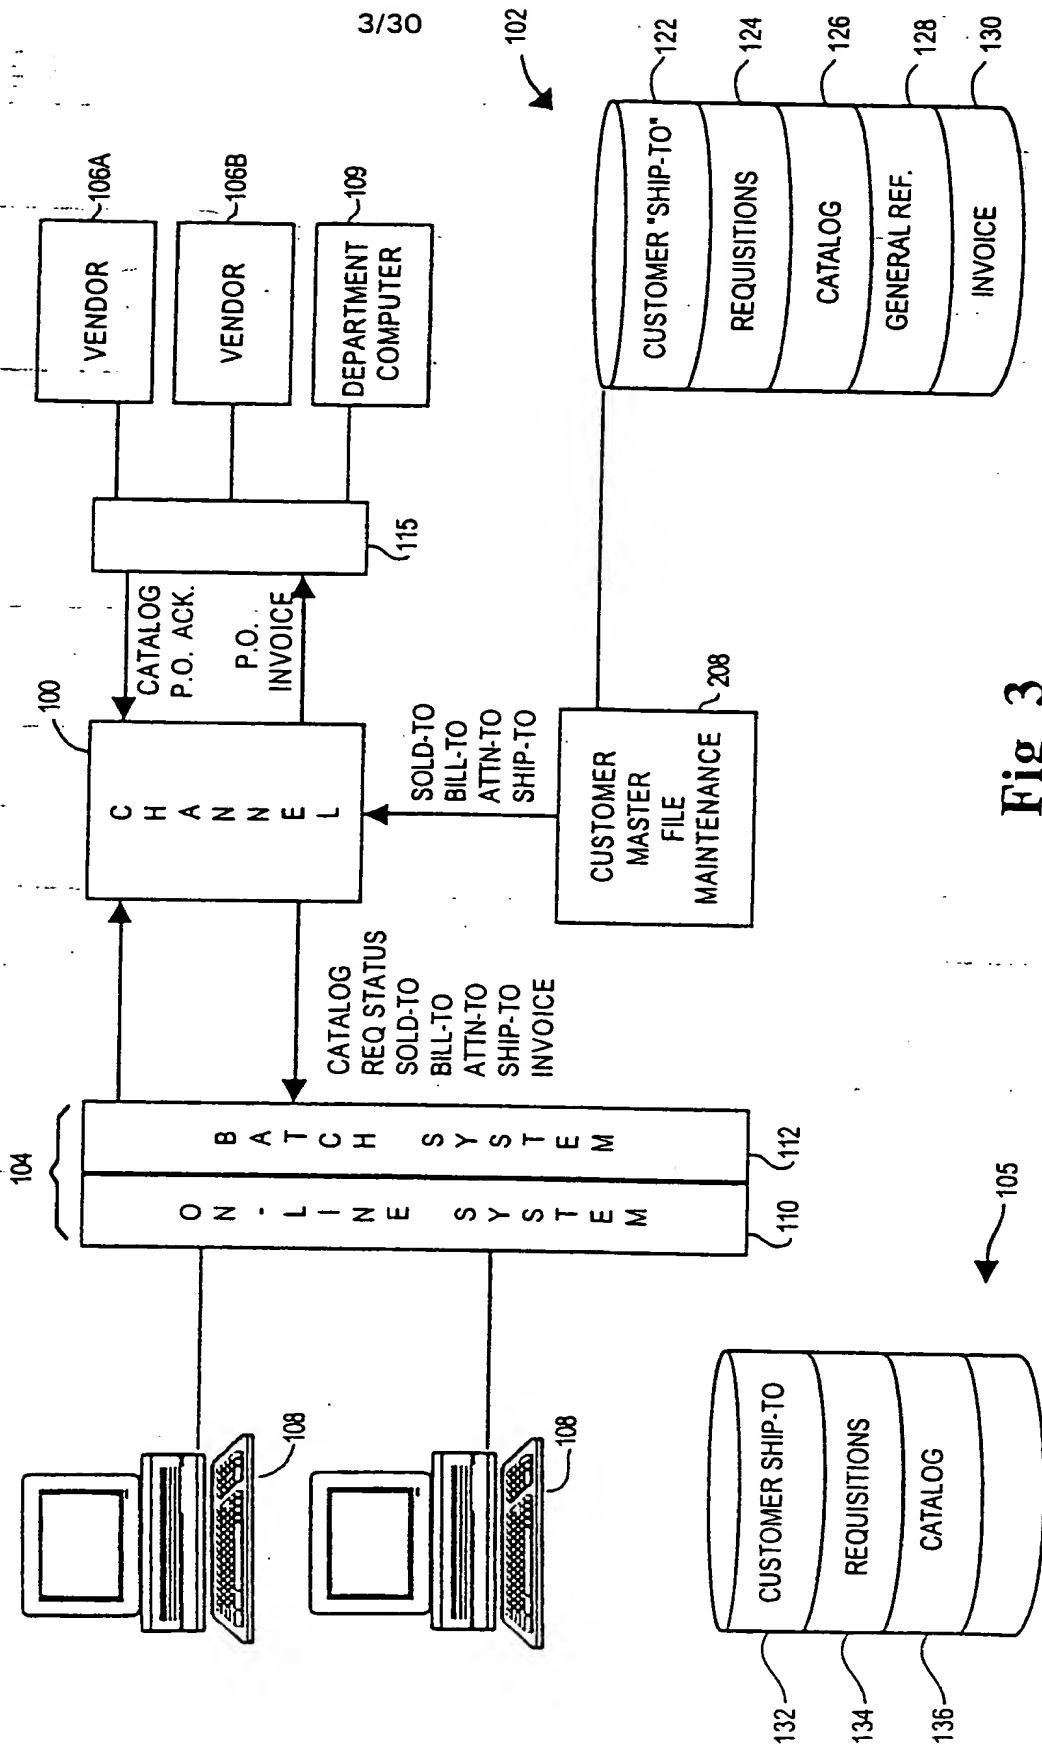 3/30
104
108
108
ON-LINE SYSTEM
BATCH SYSTEM
110
112
CATALOG
REQ STATUS
SOLD-TO
BILL-TO
ATTN-TO
SHIP-TO
INVOICE
100
CHANNEL
CATALOG
P.O. ACK.
P.O.
INVOICE
115
VENDOR
106A
VENDOR
106B
DEPARTMENT
COMPUTER
109
SOLD-TO
BILL-TO
ATTN-TO
SHIP-TO
CUSTOMER
MASTER
FILE
MAINTENANCE
208
105
CUSTOMER SHIP-TO
REQUISITIONS
CATALOG
132
134
136
102
CUSTOMER "SHIP-TO"
REQUISITIONS
CATALOG
GENERAL REF.
INVOICE
122
124
126
128
130
Fig 3